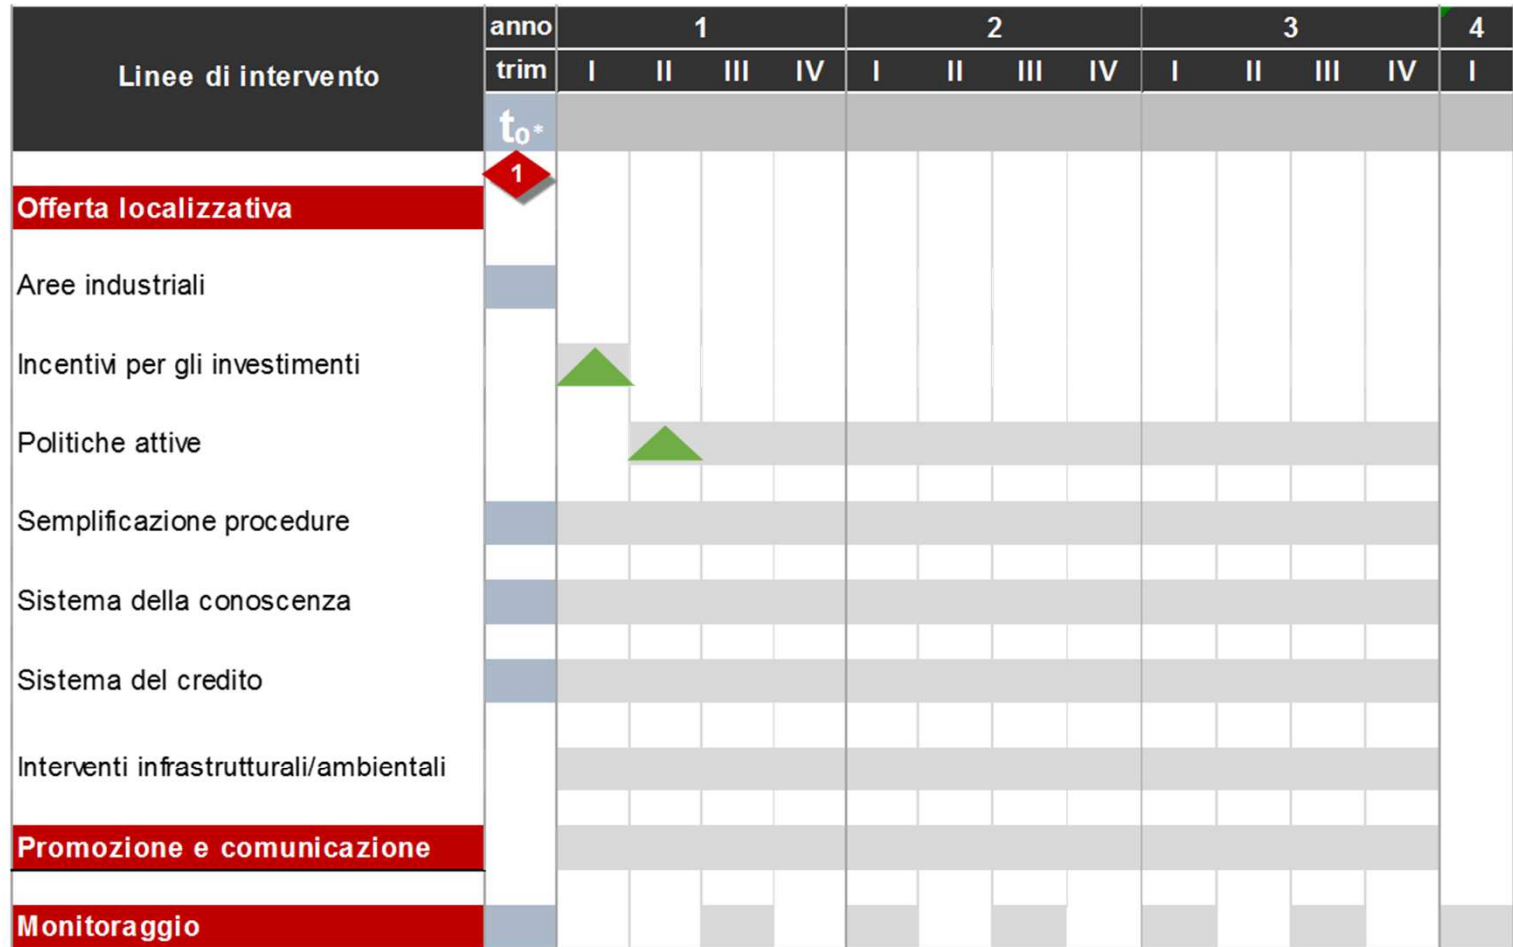 Linee di intervento anno 1 2 3 4
trim I II III IV I II III IV I II III IV I
t0*
1
Offerta localizzativa
Aree industriali
Incentivi per gli investimenti
Politiche attive
Semplificazione procedure
Sistema della conoscenza
Sistema del credito
Interventi infrastrutturali/ambientali
Promozione e comunicazione
Monitoraggio